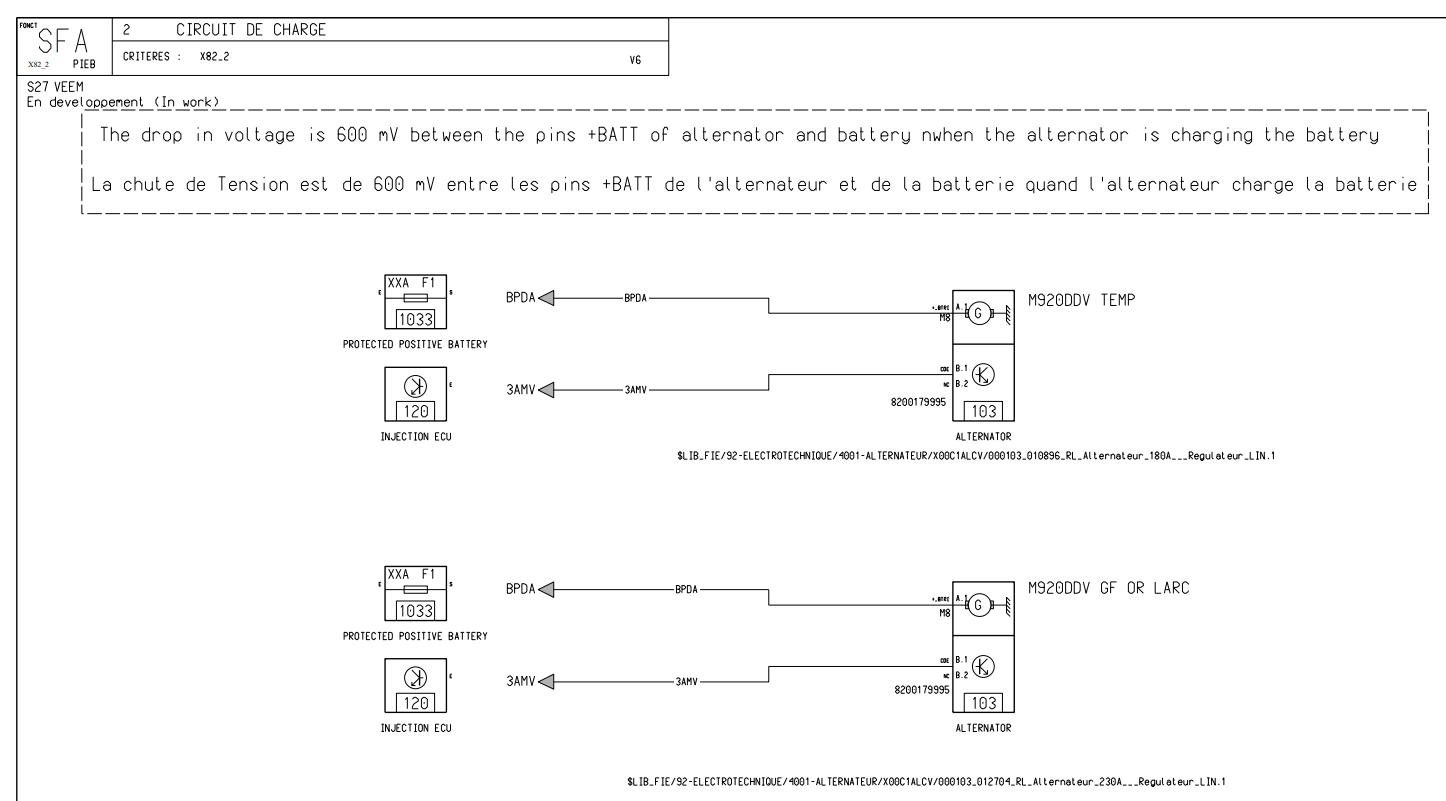 FONCT
SFA
X82_2 PIEB
2 CIRCUIT DE CHARGE
CRITERES : X82_2 V6
S27 VEEM
En developpement (In work)
The drop in voltage is 600 mV between the pins +BATT of alternator and battery nwhen the alternator is charging the battery
La chute de Tension est de 600 mV entre les pins +BATT de l'alternateur et de la batterie quand l'alternateur charge la batterie
XXA F1
E S
1033
PROTECTED POSITIVE BATTERY
BPDA BPDA
A.1
M8
G
M920DDV TEMP
E
120
INJECTION ECU
3AMV 3AMV
COE B.1
NC B.2
8200179995
103
ALTERNATOR
$LIB_FIE/92-ELECTROTECHNIQUE/4001-ALTERNATEUR/X00C1ALCV/000103_010896_RL_Alternateur_180A___Regulateur_LIN.1
XXA F1
E S
1033
PROTECTED POSITIVE BATTERY
BPDA BPDA
A.1
M8
G
M920DDV GF OR LARC
E
120
INJECTION ECU
3AMV 3AMV
COE B.1
NC B.2
8200179995
103
ALTERNATOR
$LIB_FIE/92-ELECTROTECHNIQUE/4001-ALTERNATEUR/X00C1ALCV/000103_012704_RL_Alternateur_230A___Regulateur_LIN.1